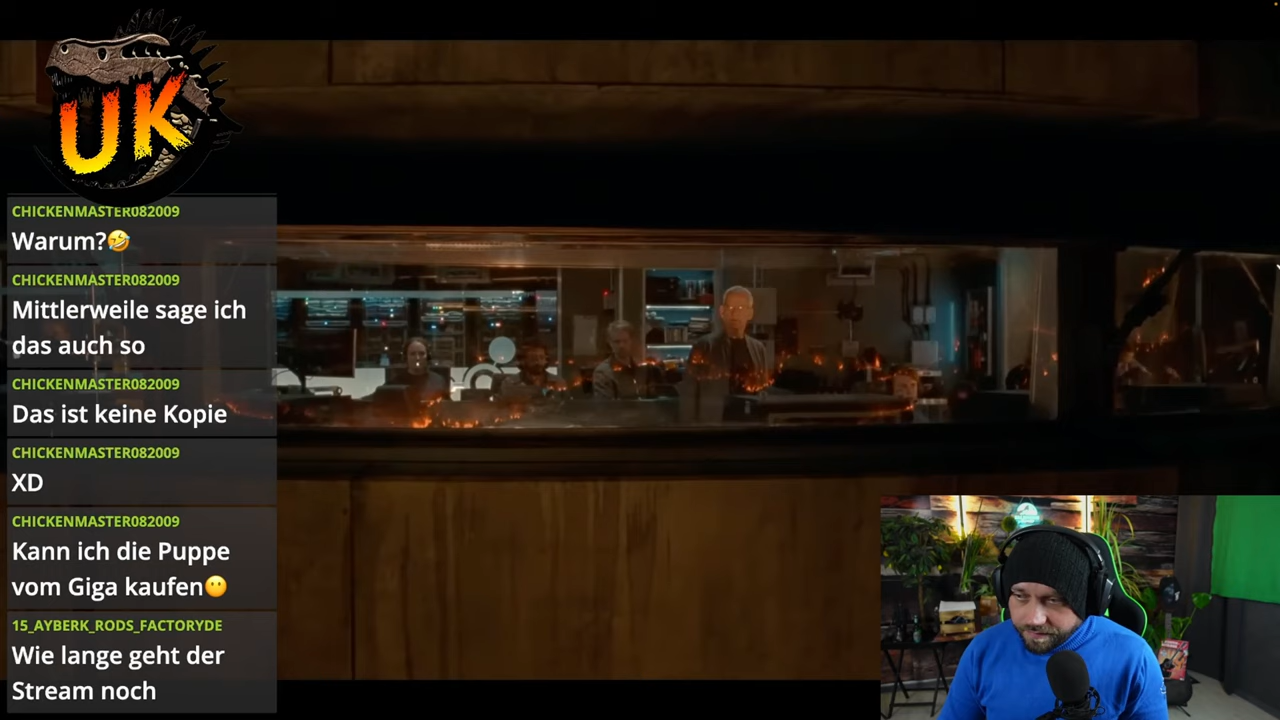 UK
CHICKENMASTER082009
Warum?🤣
CHICKENMASTER082009
Mittlerweile sage ich
das auch so
CHICKENMASTER082009
Das ist keine Kopie
CHICKENMASTER082009
XD
CHICKENMASTER082009
Kann ich die Puppe
vom Giga kaufen😶
15_AYBERK_RODS_FACTORYDE
Wie lange geht der
Stream noch